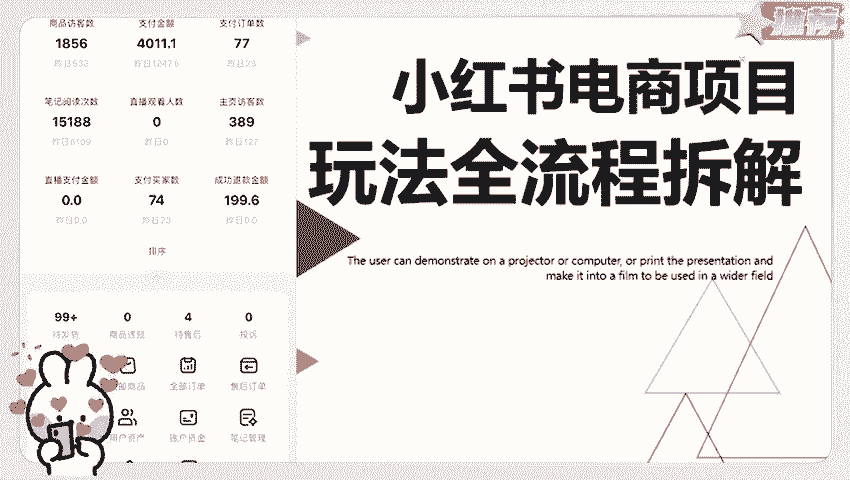 推荐
商品访客数 支付金额 支付订单数
1856 4011.1 77
昨日533 昨日1247.6 昨日23
笔记阅读次数 直播观看人数 主页访客数
15188 0 389
昨日6109 昨日0 昨日127
直播支付金额 支付买家数 成功退款金额
0.0 74 199.6
昨日0.0 昨日23 昨日0.0
排序
99+ 0 4 0
待发货 商品违规 待售后 投诉
部商品 全部订单 售后订单
用户资产 账户资金 笔记管理
小红书电商项目
玩法全流程拆解
The user can demonstrate on a projector or computer, or print the presentation and
make it into a film to be used in a wider field